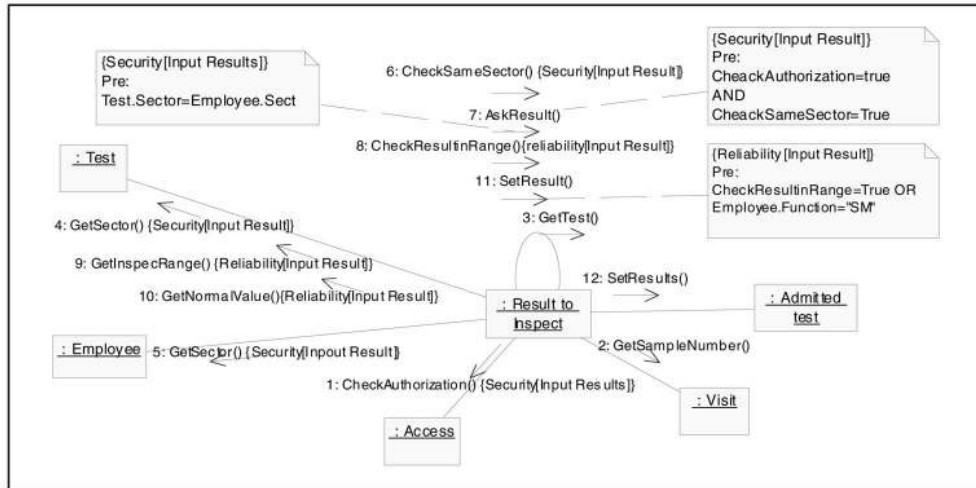 {Security[Input Results]}
Pre:
Test.Sector=Employee.Sect
6: CheckSameSector() {Security[Input Result]}
7: AskResult()
8: CheckResultinRange(){reliability[Input Result]}
11: SetResult()
3: GetTest()
{Security[Input Result]}
Pre:
CheackAuthorization=true
AND
CheackSameSector=True
{Reliability[Input Result]}
Pre:
CheckResultinRange=True OR
Employee.Function="SM"
: Test
4: GetSector() {Security[Input Result]}
9: GetInspecRange() {Reliability[Input Result]}
10: GetNormalValue(){Reliability[Input Result]}
12: SetResults()
: Result to
Inspect
: Admitted
test
: Employee
5: GetSector() {Security[Inpout Result]}
2: GetSampleNumber()
1: CheckAuthorization() {Security[Input Results]}
: Visit
: Access